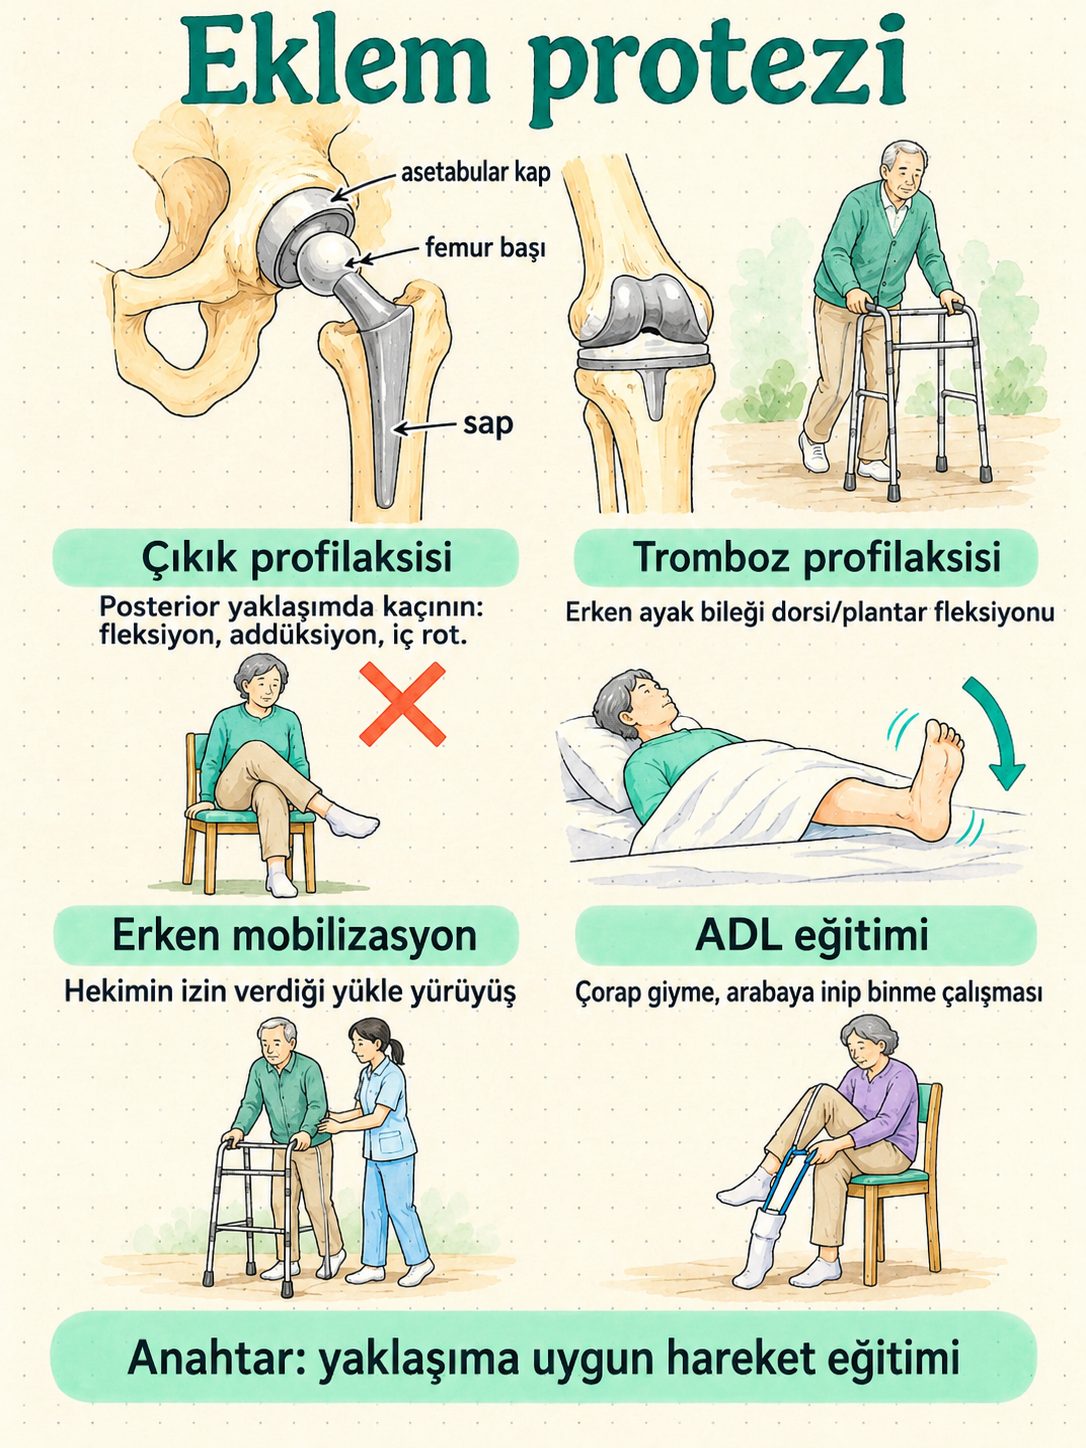 Eklem protezi
asetabular kap
femur başı
sap
Çıkık profilaksisi
Posterior yaklaşımda kaçının:
fleksiyon, addüksiyon, iç rot.
Tromboz profilaksisi
Erken ayak bileği dorsi/plantar fleksiyonu
Erken mobilizasyon
Hekimin izin verdiği yükle yürüyüş
ADL eğitimi
Çorap giyme, arabaya inip binme çalışması
Anahtar: yaklaşıma uygun hareket eğitimi